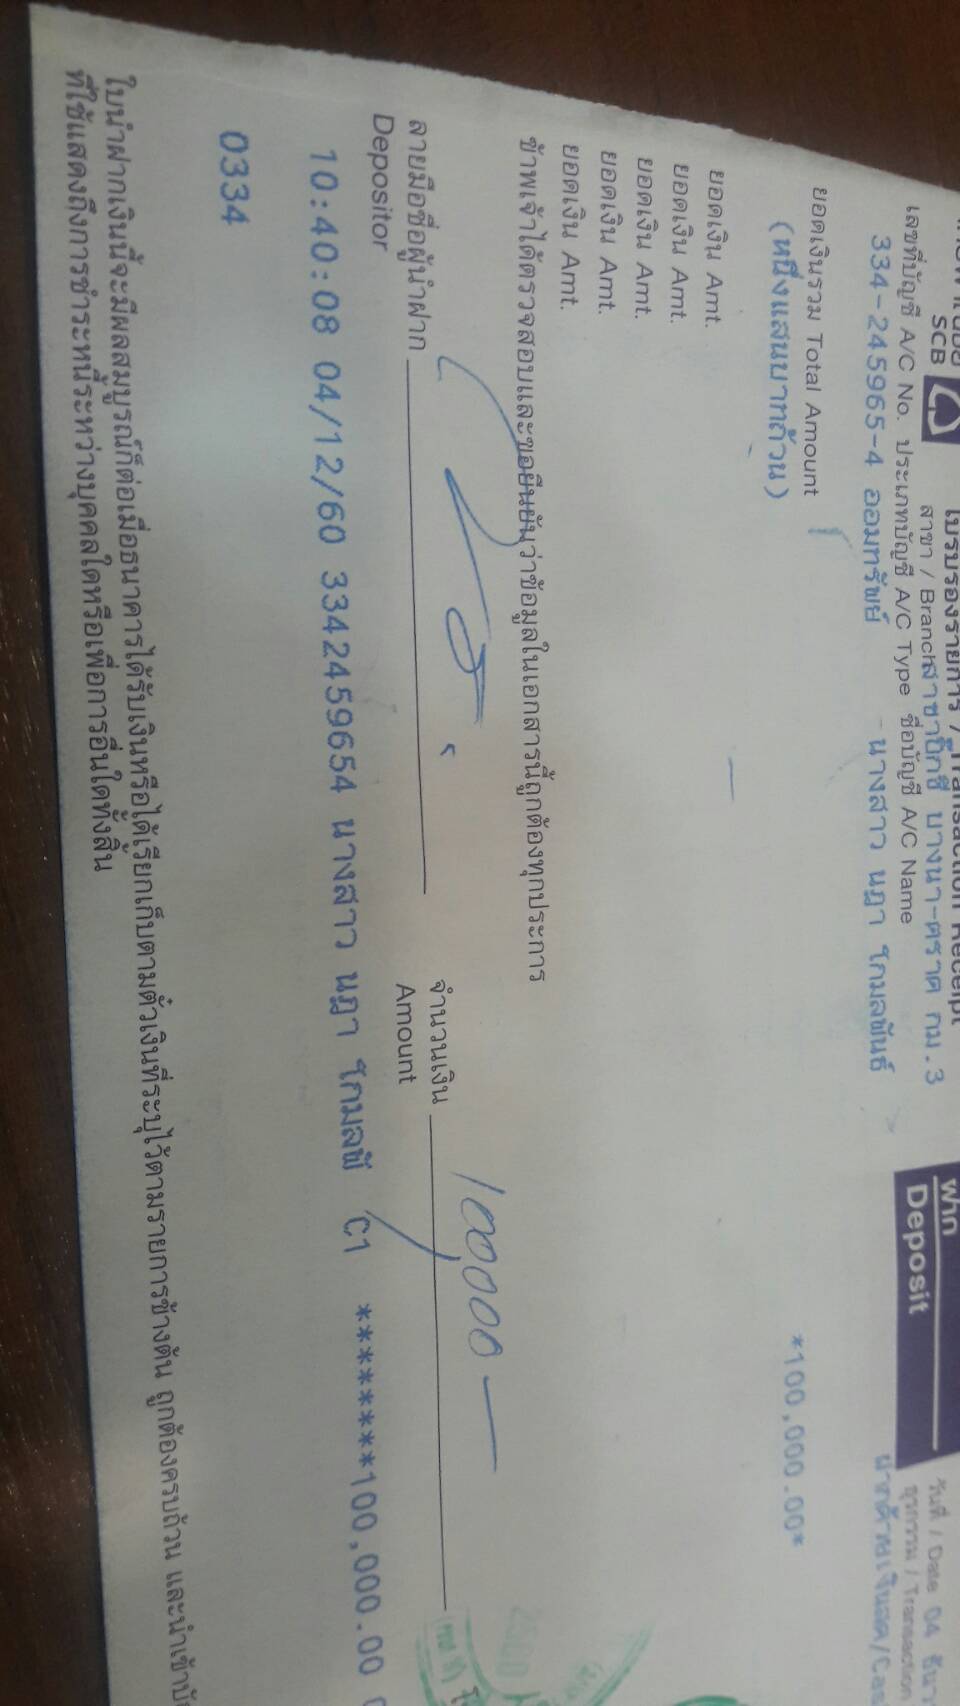 SCB
ใบรับรองรายการ / Transaction Receipt
ฝาก
Deposit
สาขา / Branch สาขาบิ๊กซี บางนา-ตราด กม.3
วันที่ / Date 04
ธุรกรรม / Transaction
เลขที่บัญชี A/C No. ประเภทบัญชี A/C Type ชื่อบัญชี A/C Name
334-245965-4 ออมทรัพย์ นางสาว นฎา โกมลพันธ์
ฝากด้วยเงินสด/Cas
ยอดเงินรวม Total Amount *100,000.00*
(หนึ่งแสนบาทถ้วน)
ยอดเงิน Amt.
ยอดเงิน Amt.
ยอดเงิน Amt.
ยอดเงิน Amt.
ยอดเงิน Amt.
ข้าพเจ้าได้ตรวจสอบและขอยืนยันว่าข้อมูลในเอกสารนี้ถูกต้องทุกประการ
ลายมือชื่อผู้นำฝาก
Depositor
จำนวนเงิน 100,000 —
Amount
10:40:08 04/12/60 3342459654 นางสาว นฎา โกมลพั C1 ********100,000.00
0334
ใบนำฝากเงินนี้จะมีผลสมบูรณ์ก็ต่อเมื่อธนาคารได้รับเงินหรือได้เรียกเก็บตามตั๋วเงินที่ระบุไว้ตามรายการข้างต้น ถูกต้องครบถ้วน และนำเข้าบั
ที่ใช้แสดงถึงการชำระหนี้ระหว่างบุคคลใดหรือเพื่อการอื่นใดทั้งสิ้น